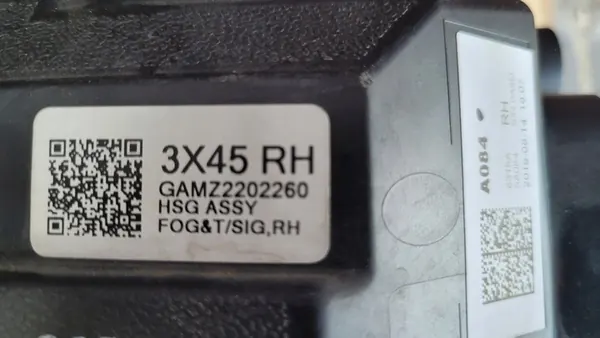 3X45 RH
GAMZ2202260
HSG ASSY
FOG&T/SIG,RH
A084
RH